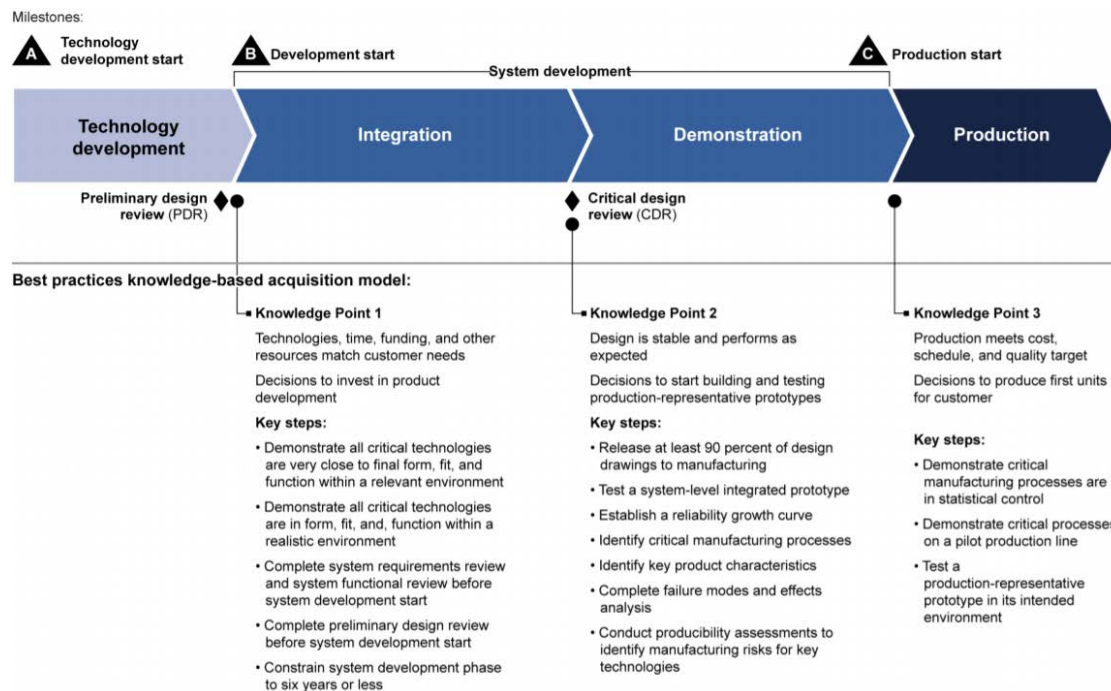 Milestones:
A
Technology
development start
B
Development start
C
Production start
System development
Technology
development
Integration
Demonstration
Production
Preliminary design
review (PDR)
Critical design
review (CDR)
Best practices knowledge-based acquisition model:
Knowledge Point 1
Technologies, time, funding, and other
resources match customer needs
Decisions to invest in product
development
Key steps:
• Demonstrate all critical technologies
are very close to final form, fit, and
function within a relevant environment
• Demonstrate all critical technologies
are in form, fit, and, function within a
realistic environment
• Complete system requirements review
and system functional review before
system development start
• Complete preliminary design review
before system development start
• Constrain system development phase
to six years or less
Knowledge Point 2
Design is stable and performs as
expected
Decisions to start building and testing
production-representative prototypes
Key steps:
• Release at least 90 percent of design
drawings to manufacturing
• Test a system-level integrated prototype
• Establish a reliability growth curve
• Identify critical manufacturing processes
• Identify key product characteristics
• Complete failure modes and effects
analysis
• Conduct producibility assessments to
identify manufacturing risks for key
technologies
Knowledge Point 3
Production meets cost,
schedule, and quality target
Decisions to produce first units
for customer
Key steps:
• Demonstrate critical
manufacturing processes are
in statistical control
• Demonstrate critical processes
on a pilot production line
• Test a
production-representative
prototype in its intended
environment